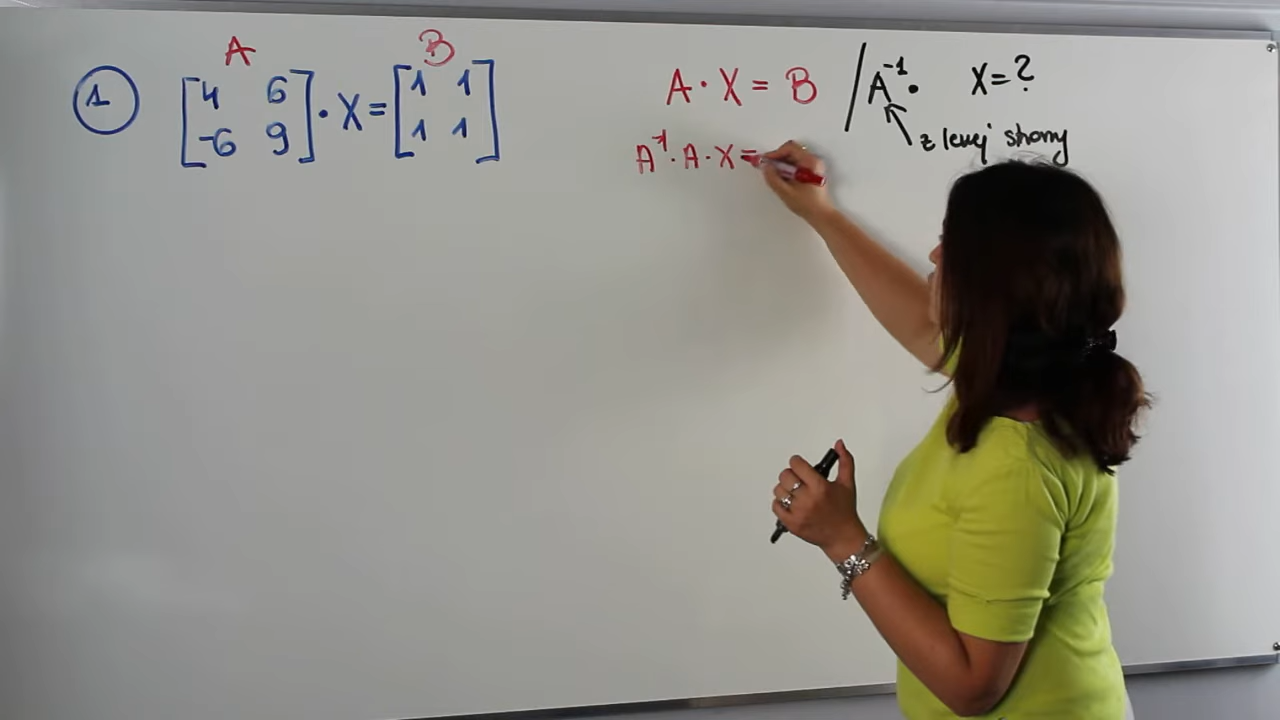 A B
1 [4 6
-6 9] · X = [1 1
1 1]
A · X = B / A⁻¹ · X = ?
z lewej strony
A⁻¹ · A · X =